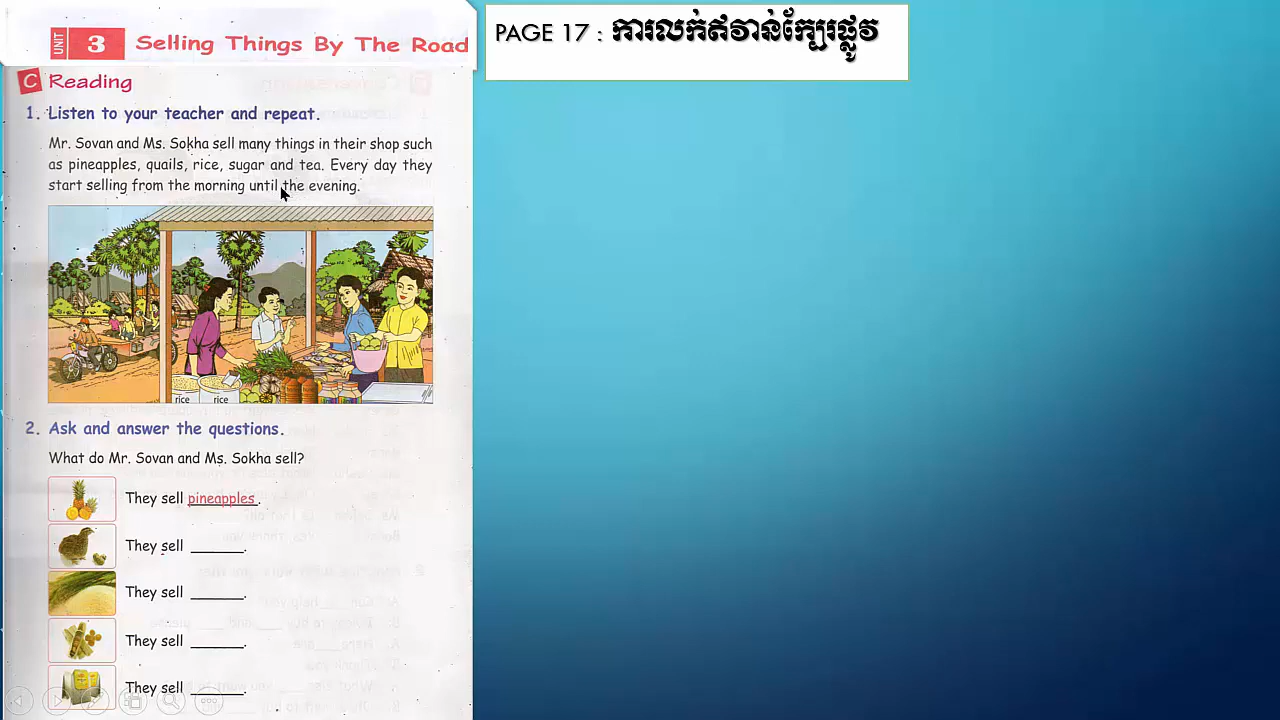 UNIT 3 Selling Things By The Road
PAGE 17 : ការលក់ឥវ៉ាន់ក្បែរផ្លូវ
C Reading
1. Listen to your teacher and repeat.
Mr. Sovan and Ms. Sokha sell many things in their shop such
as pineapples, quails, rice, sugar and tea. Every day they
start selling from the morning until the evening.
rice rice
2. Ask and answer the questions.
What do Mr. Sovan and Ms. Sokha sell?
They sell pineapples.
They sell ______.
They sell ______.
They sell ______.
They sell ______.